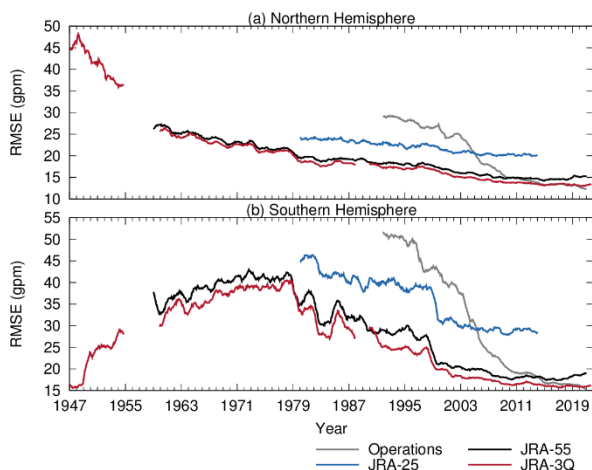 (a) Northern Hemisphere
50
45
40
35
30
25
20
15
10
RMSE (gpm)
(b) Southern Hemisphere
55
50
45
40
35
30
25
20
15
RMSE (gpm)
1947 1955 1963 1971 1979 1987 1995 2003 2011 2019
Year
Operations JRA-55
JRA-25 JRA-3Q